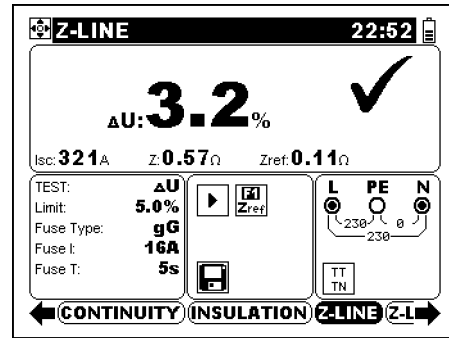 Z-LINE 22:52
ΔU: 3.2%
Isc: 321A Z: 0.57Ω Zref: 0.11Ω
TEST: ΔU
Limit: 5.0%
Fuse Type: gG
Fuse I: 16A
Fuse T: 5s
F1
Zref
L PE N
230 0
230
TT
TN
CONTINUITY INSULATION Z-LINE Z-L